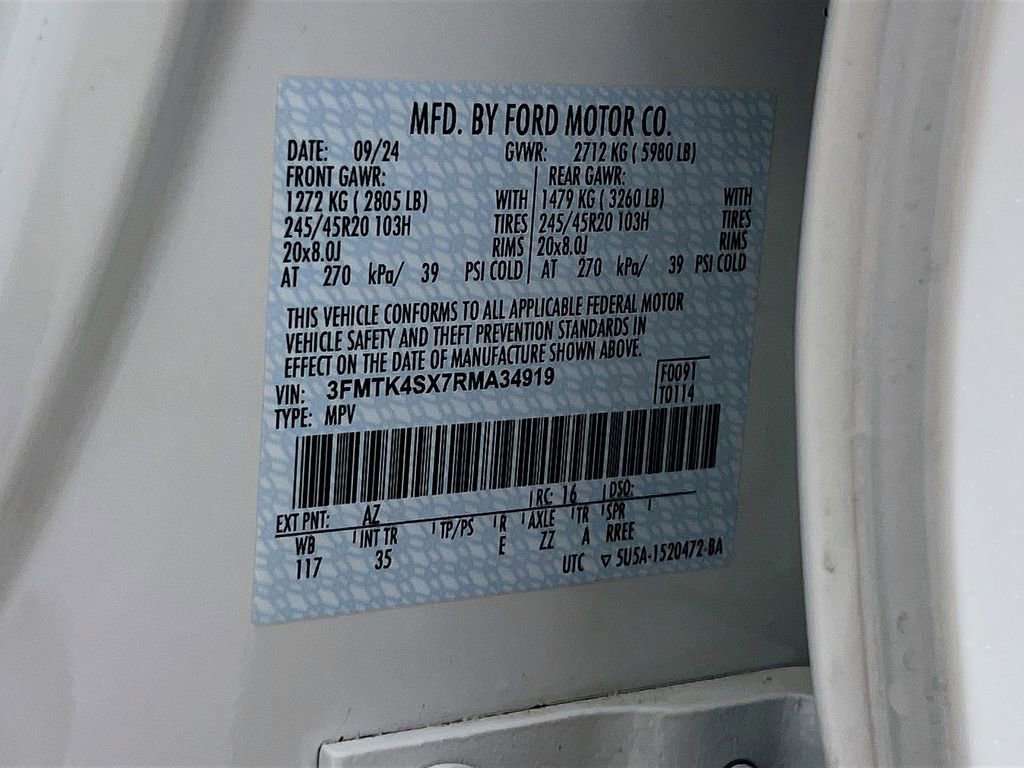 MFD. BY FORD MOTOR CO.
DATE: 09/24 GVWR: 2712 KG ( 5980 LB)
FRONT GAWR: REAR GAWR:
1272 KG ( 2805 LB) WITH 1479 KG ( 3260 LB) WITH
245/45R20 103H TIRES 245/45R20 103H TIRES
20x8.0J RIMS 20x8.0J RIMS
AT 270 kPa/ 39 PSI COLD AT 270 kPa/ 39 PSI COLD
THIS VEHICLE CONFORMS TO ALL APPLICABLE FEDERAL MOTOR
VEHICLE SAFETY AND THEFT PREVENTION STANDARDS IN
EFFECT ON THE DATE OF MANUFACTURE SHOWN ABOVE.
VIN: 3FMTK4SX7RMA34919 F0091
TYPE: MPV T0114
EXT PNT: AZ RC: 16 DSO:
WB INT TR TP/PS R AXLE TR SPR
117 35 E ZZ A RREE
UTC ▽ 5U5A-1520472-BA